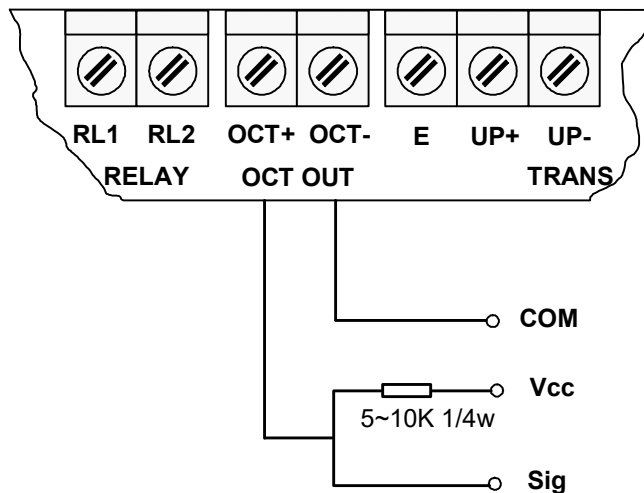 RL1 RL2 OCT+ OCT- E UP+ UP-
RELAY OCT OUT TRANS
COM
Vcc
5~10K 1/4w
Sig